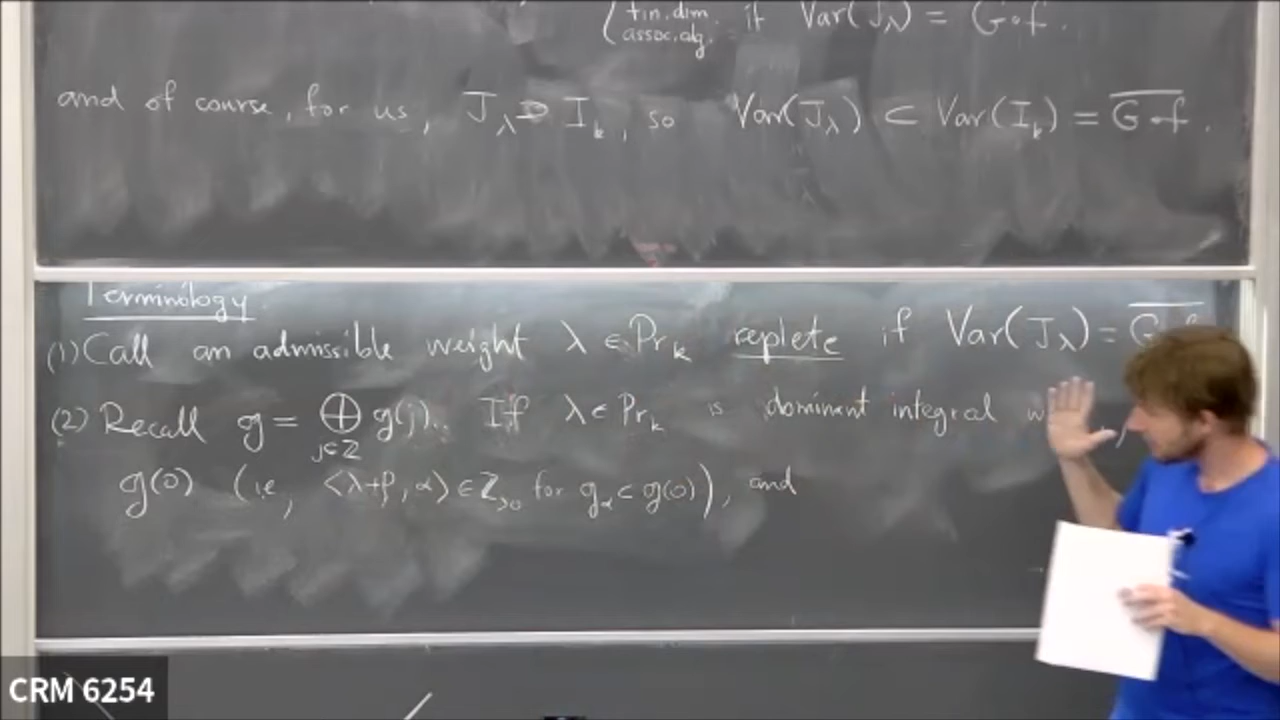 { fin. dim. assoc. alg. if Var(J_λ) = G∘f.
and of course, for us, J_λ ⊃ I_k, so Var(J_λ) ⊂ Var(I_k) = \overline{G∘f}.
Terminology.
(1) Call an admissible weight λ ∈ Pr_k replete if Var(J_λ) =
(2) Recall g = ⊕_{j∈Z} g(j). If λ ∈ Pr_k is dominant integral
g(0) (ie, <λ+ρ, α> ∈ Z_{>0} for g_α ⊂ g(0)), and
CRM 6254